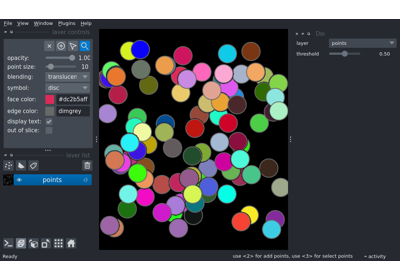 File View Window Plugins Help
layer controls
opacity: 1.00
point size: 10
blending: translucen
symbol: disc
face color: #dc2b5aff
edge color: dimgrey
display text:
out of slice:
layer list
points
Do
layer points
threshold 0.50
Ready
use <2> for add points, use <3> for select points
activity